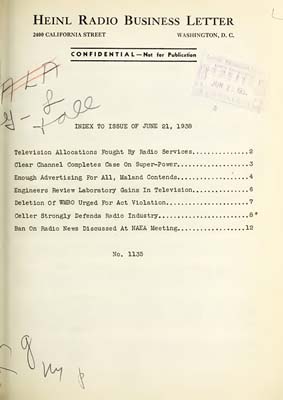 HEINL RADIO BUSINESS LETTER
2400 CALIFORNIA STREET WASHINGTON, D. C.
CONFIDENTIAL—Not for Publication
INDEX TO ISSUE OF JUNE 21, 1938
Television Allocations Fought By Radio Services...............2
Clear Channel Completes Case On Super-Power...................3
Enough Advertising For All, Maland Contends...................4
Engineers Review Laboratory Gains In Television...............6
Deletion Of WMBO Urged For Act Violation......................7
Celler Strongly Defends Radio Industry........................8
Ban On Radio News Discussed At NAEA Meeting..................12
No. 1135